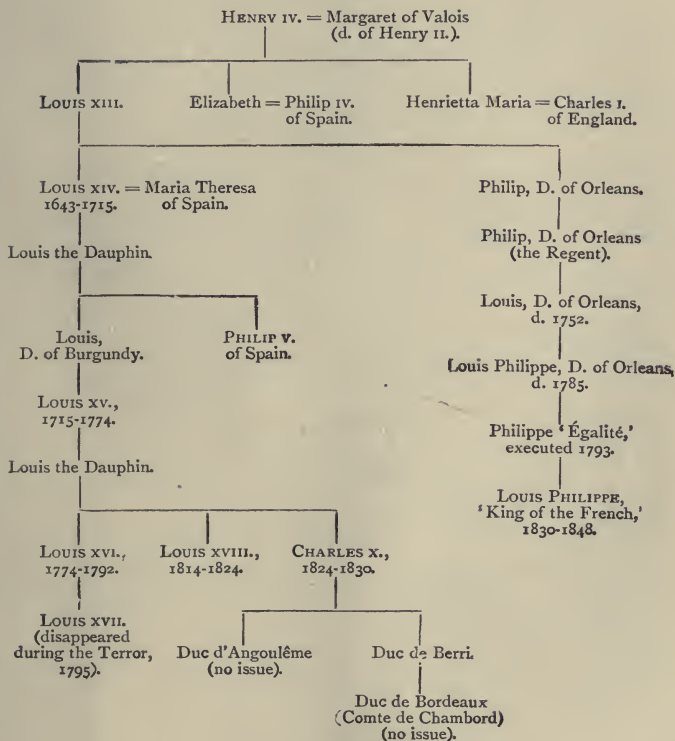 HENRY IV. = Margaret of Valois
(d. of Henry II.).
LOUIS XIII.
Elizabeth = Philip IV.
of Spain.
Henrietta Maria = Charles I.
of England.
LOUIS XIV. = Maria Theresa
1643-1715. of Spain.
Philip, D. of Orleans.
Louis the Dauphin.
Philip, D. of Orleans
(the Regent).
Louis,
D. of Burgundy.
PHILIP V.
of Spain.
Louis, D. of Orleans,
d. 1752.
LOUIS XV.,
1715-1774.
Louis Philippe, D. of Orleans,
d. 1785.
Louis the Dauphin.
Philippe ‘Égalité,’
executed 1793.
LOUIS PHILIPPE,
‘King of the French,’
1830-1848.
LOUIS XVI.,
1774-1792.
LOUIS XVIII.,
1814-1824.
CHARLES X.,
1824-1830.
LOUIS XVII.
(disappeared
during the Terror,
1795).
Duc d'Angoulême
(no issue).
Duc de Berri.
Duc de Bordeaux
(Comte de Chambord)
(no issue).